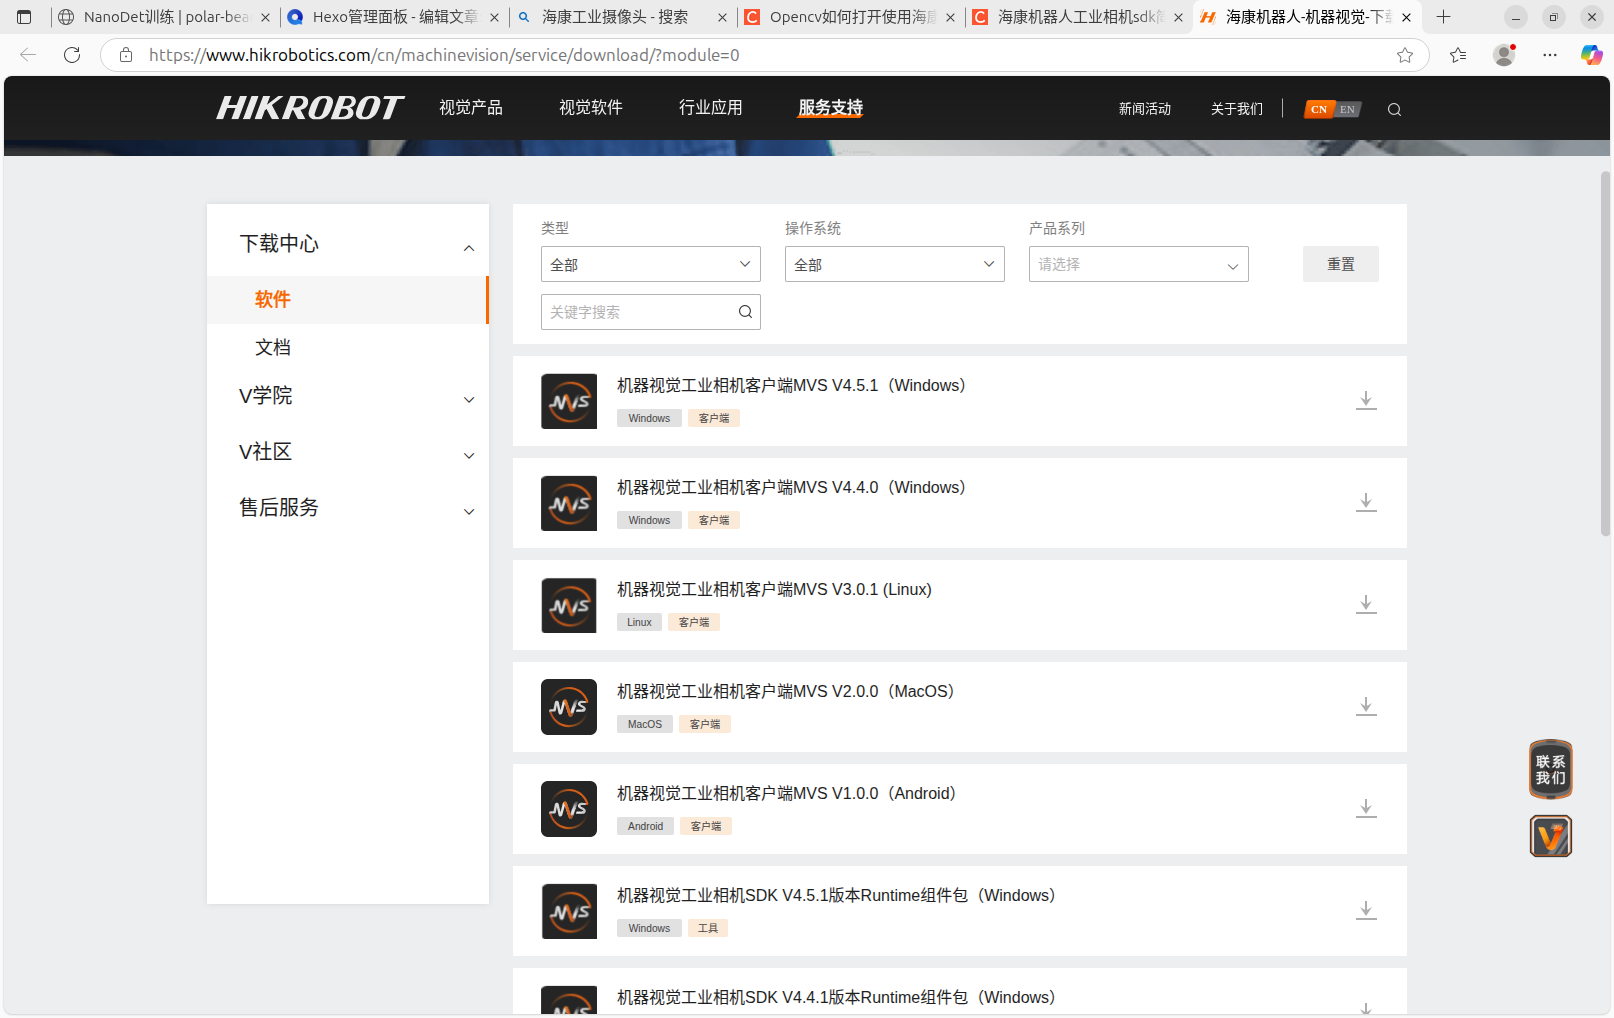 NanoDet训练 | polar-bea
Hexo管理面板 - 编辑文章
海康工业摄像头 - 搜索
Opencv如何打开使用海康
海康机器人工业相机sdk简
海康机器人-机器视觉-下载
https://www.hikrobotics.com/cn/machinevision/service/download/?module=0
HIKROBOT
视觉产品
视觉软件
行业应用
服务支持
新闻活动
关于我们
CN
EN
下载中心
软件
文档
V学院
V社区
售后服务
类型
操作系统
产品系列
全部
全部
请选择
重置
关键字搜索
机器视觉工业相机客户端MVS V4.5.1（Windows）
Windows
客户端
机器视觉工业相机客户端MVS V4.4.0（Windows）
Windows
客户端
机器视觉工业相机客户端MVS V3.0.1 (Linux)
Linux
客户端
机器视觉工业相机客户端MVS V2.0.0（MacOS）
MacOS
客户端
机器视觉工业相机客户端MVS V1.0.0（Android）
Android
客户端
机器视觉工业相机SDK V4.5.1版本Runtime组件包（Windows）
Windows
工具
机器视觉工业相机SDK V4.4.1版本Runtime组件包（Windows）
MVS
MVS
MVS
MVS
MVS
MVS
MVS
联系
我们